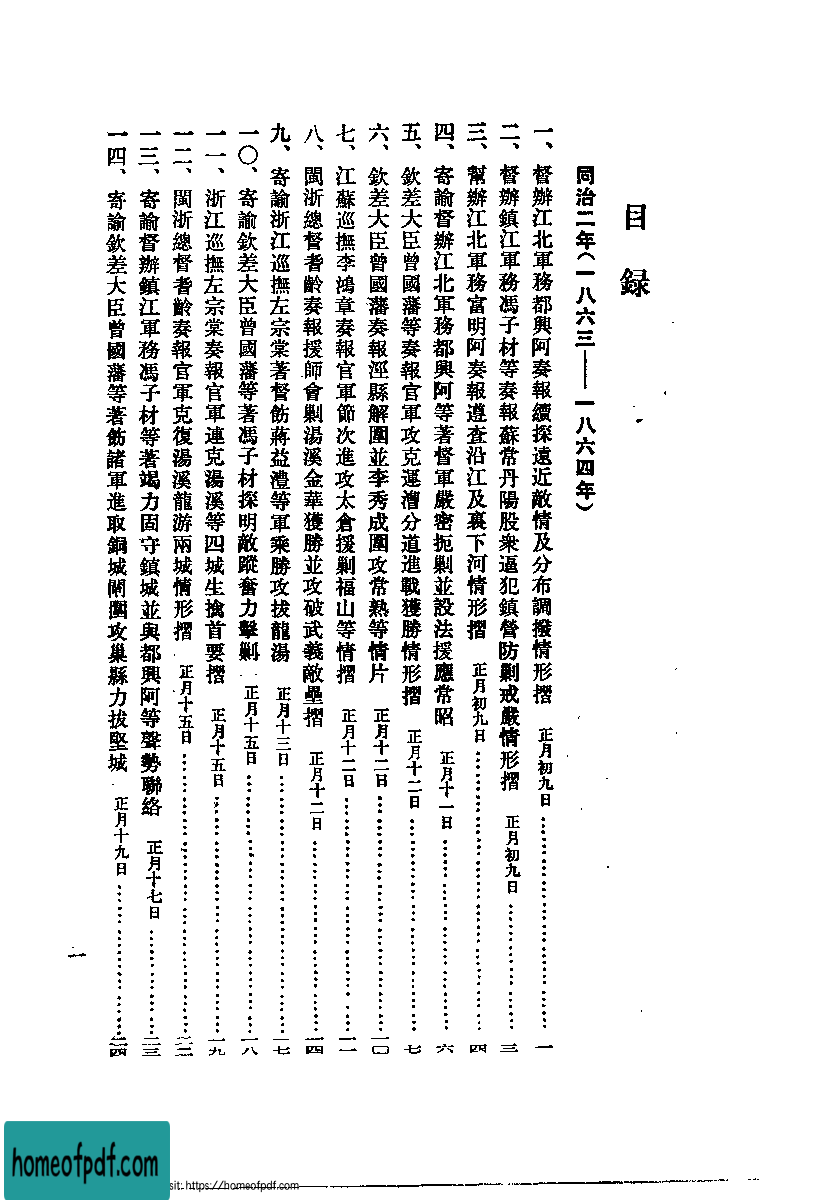 目录
同治二年（一八六三——一八六四年）
一、督辦江北軍務都興阿奏報續探遠近敵情及分布調撥情形摺 正月初九日……一
二、督辦鎮江軍務馮子材等奏報蘇常丹陽股衆逼犯鎮營防剿戒嚴情形摺 正月初九日……三
三、幫辦江北軍務富明阿奏報遵查沿江及裏下河情形摺 正月初九日……四
四、寄諭督辦江北軍務都興阿等著督軍嚴密扼剿並設法援應常昭 正月十一日……六
五、欽差大臣曾國藩等奏報官軍攻克運漕分道進戰獲勝情形摺 正月十二日……七
六、欽差大臣曾國藩奏報涇縣解圍並李秀成圍攻常熟等情片 正月十二日……一〇
七、江蘇巡撫李鴻章奏報官軍節次進攻太倉援剿福山等情摺 正月十二日……一一
八、閩浙總督耆齡奏報援師會剿湯溪金華獲勝並攻破武義敵壘摺 正月十二日……一四
九、寄諭浙江巡撫左宗棠著督飭蔣益澧等軍乘勝攻拔龍湯 正月十三日……一七
一〇、寄諭欽差大臣曾國藩等著馮子材探明敵蹤奮力擊剿 正月十五日……一八
一一、浙江巡撫左宗棠奏報官軍連克湯溪等四城生擒首要摺 正月十五日……一九
一二、閩浙總督耆齡奏報官軍克復湯溪龍游兩城情形摺 正月十五日……二二
一三、寄諭督辦鎮江軍務馮子材等著竭力固守鎮城並與都興阿等聲勢聯絡 正月十七日……二三
一四、寄諭欽差大臣曾國藩等著飭諸軍進取銅城閘圍攻巢縣力拔堅城 正月十九日……二四
一
homeofpdf.com
sit: https://homeofpdf.com